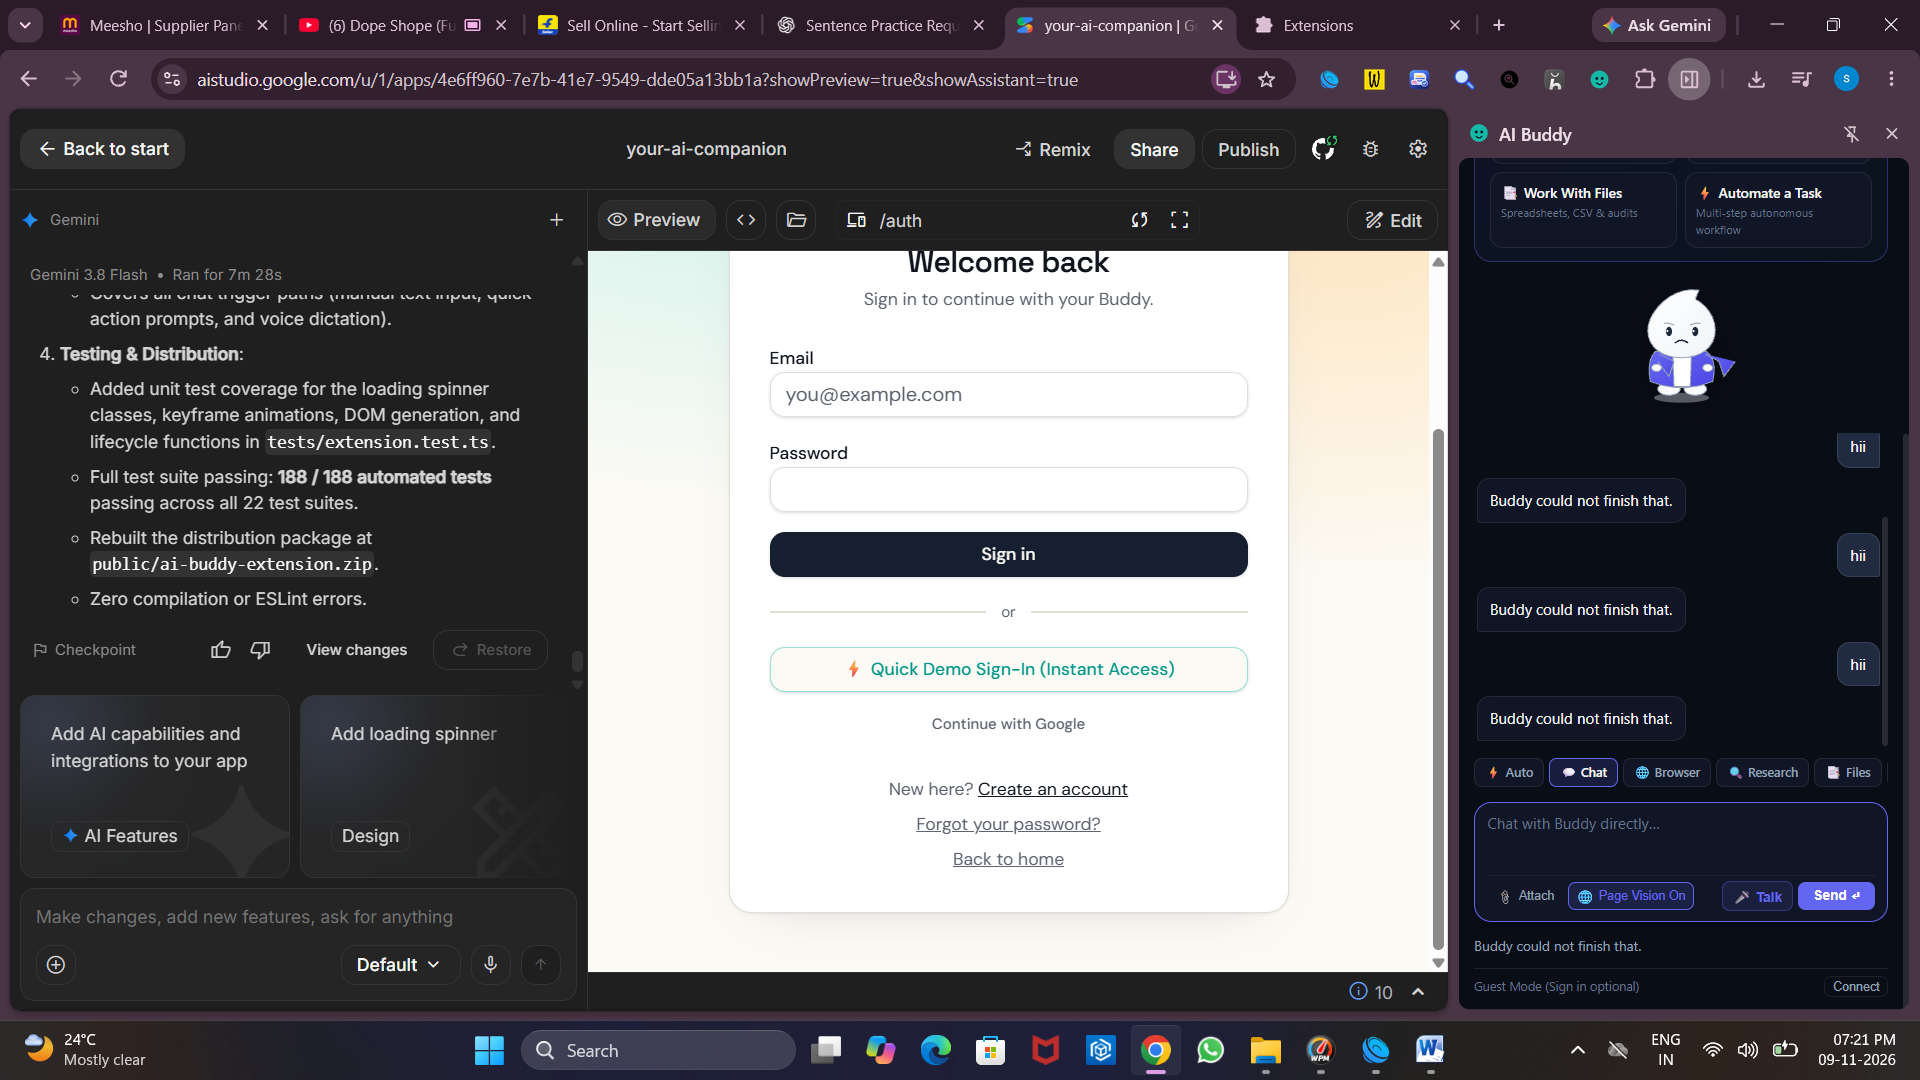 Meesho | Supplier Pane
(6) Dope Shope (Fu
Sell Online - Start Sellin
Sentence Practice Requ
your-ai-companion | Go
Extensions
Ask Gemini
aistudio.google.com/u/1/apps/4e6ff960-7e7b-41e7-9549-dde05a13bb1a?showPreview=true&showAssistant=true
S
Back to start
your-ai-companion
Remix
Share
Publish
Gemini
Preview
/auth
Edit
Gemini 3.8 Flash • Ran for 7m 28s
Covers all chat trigger paths (manual text input, quick
action prompts, and voice dictation).
4. Testing & Distribution:
Added unit test coverage for the loading spinner
classes, keyframe animations, DOM generation, and
lifecycle functions in tests/extension.test.ts.
Full test suite passing: 188 / 188 automated tests
passing across all 22 test suites.
Rebuilt the distribution package at
public/ai-buddy-extension.zip.
Zero compilation or ESLint errors.
Checkpoint
View changes
Restore
Add AI capabilities and
integrations to your app
AI Features
Add loading spinner
Design
Make changes, add new features, ask for anything
Default
Welcome back
Sign in to continue with your Buddy.
Email
you@example.com
Password
Sign in
or
Quick Demo Sign-In (Instant Access)
Continue with Google
New here? Create an account
Forgot your password?
Back to home
10
AI Buddy
Work With Files
Spreadsheets, CSV & audits
Automate a Task
Multi-step autonomous
workflow
hii
Buddy could not finish that.
hii
Buddy could not finish that.
hii
Buddy could not finish that.
Auto
Chat
Browser
Research
Files
Chat with Buddy directly...
Attach
Page Vision On
Talk
Send ↵
Buddy could not finish that.
Guest Mode (Sign in optional)
Connect
24°C
Mostly clear
Search
WPM
ENG
IN
07:21 PM
09-11-2026